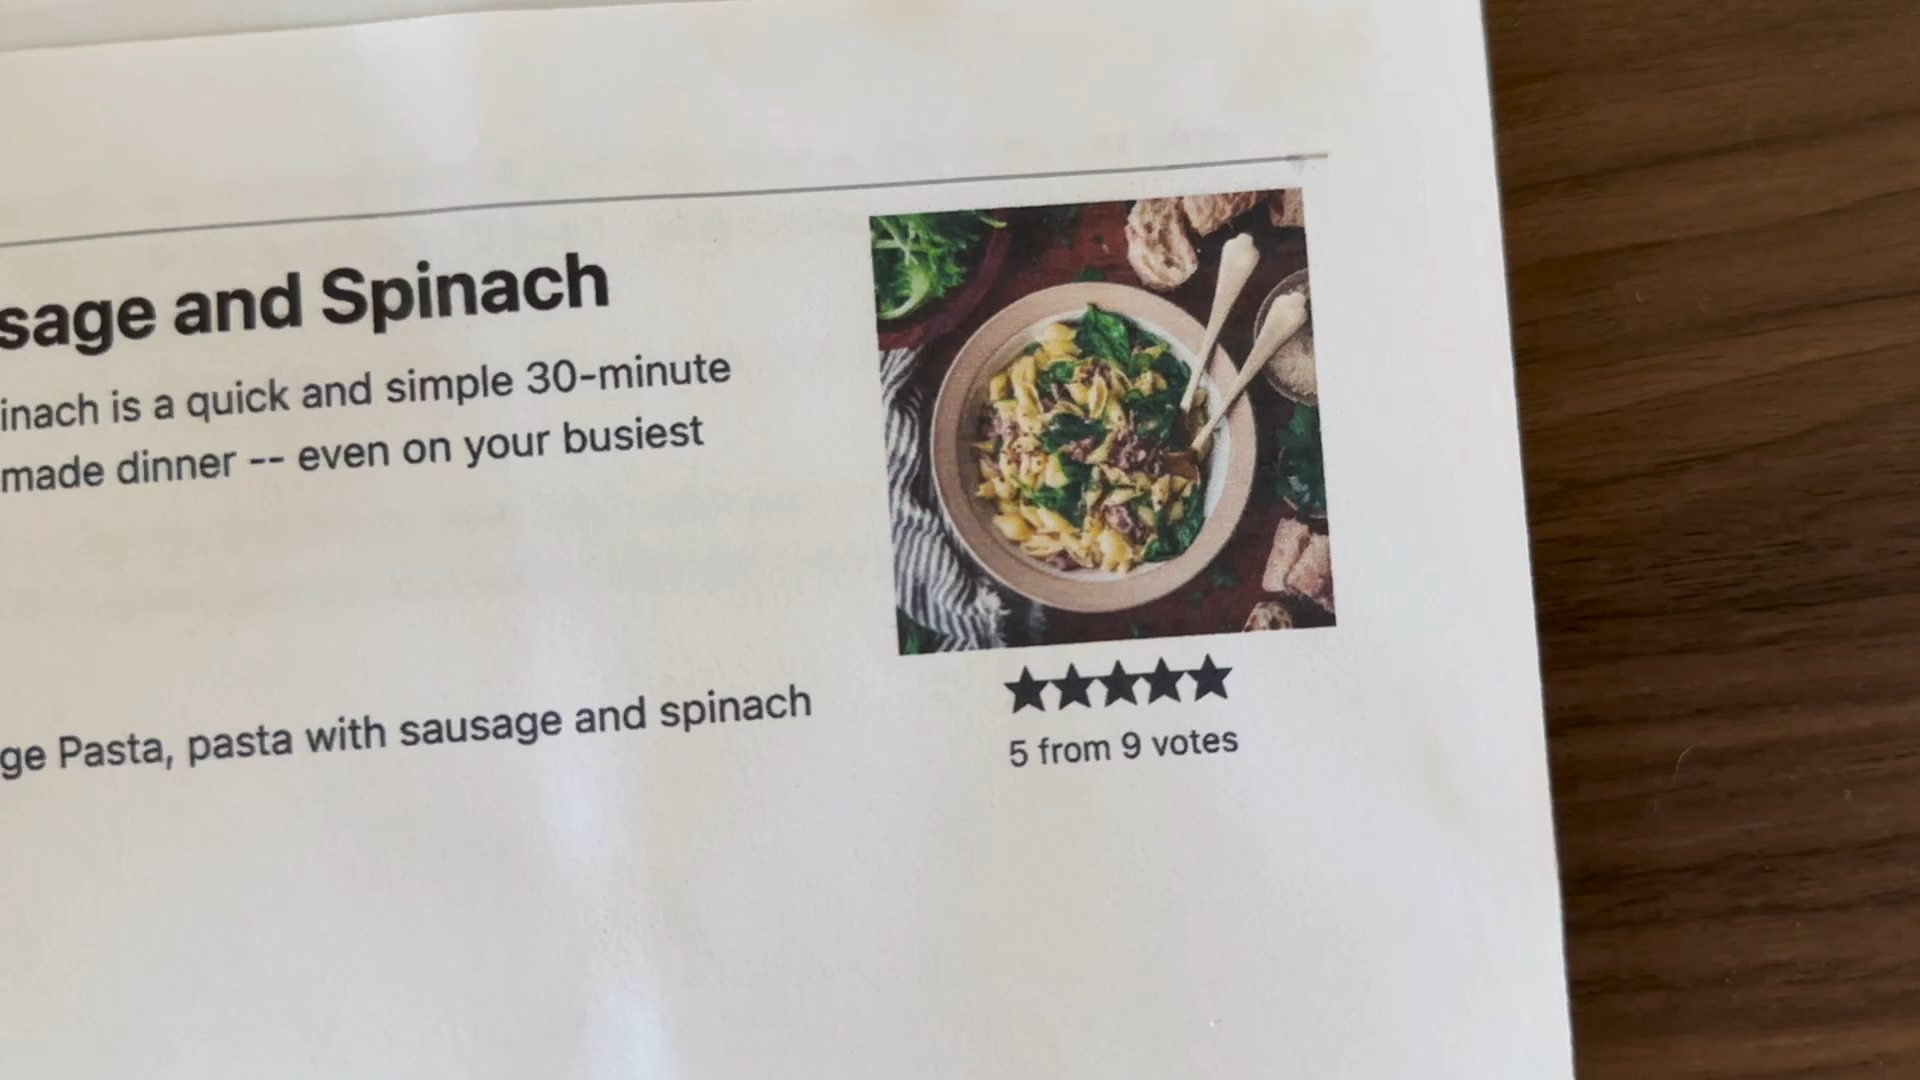 sage and Spinach
inach is a quick and simple 30-minute
made dinner -- even on your busiest
ge Pasta, pasta with sausage and spinach
★★★★★
5 from 9 votes